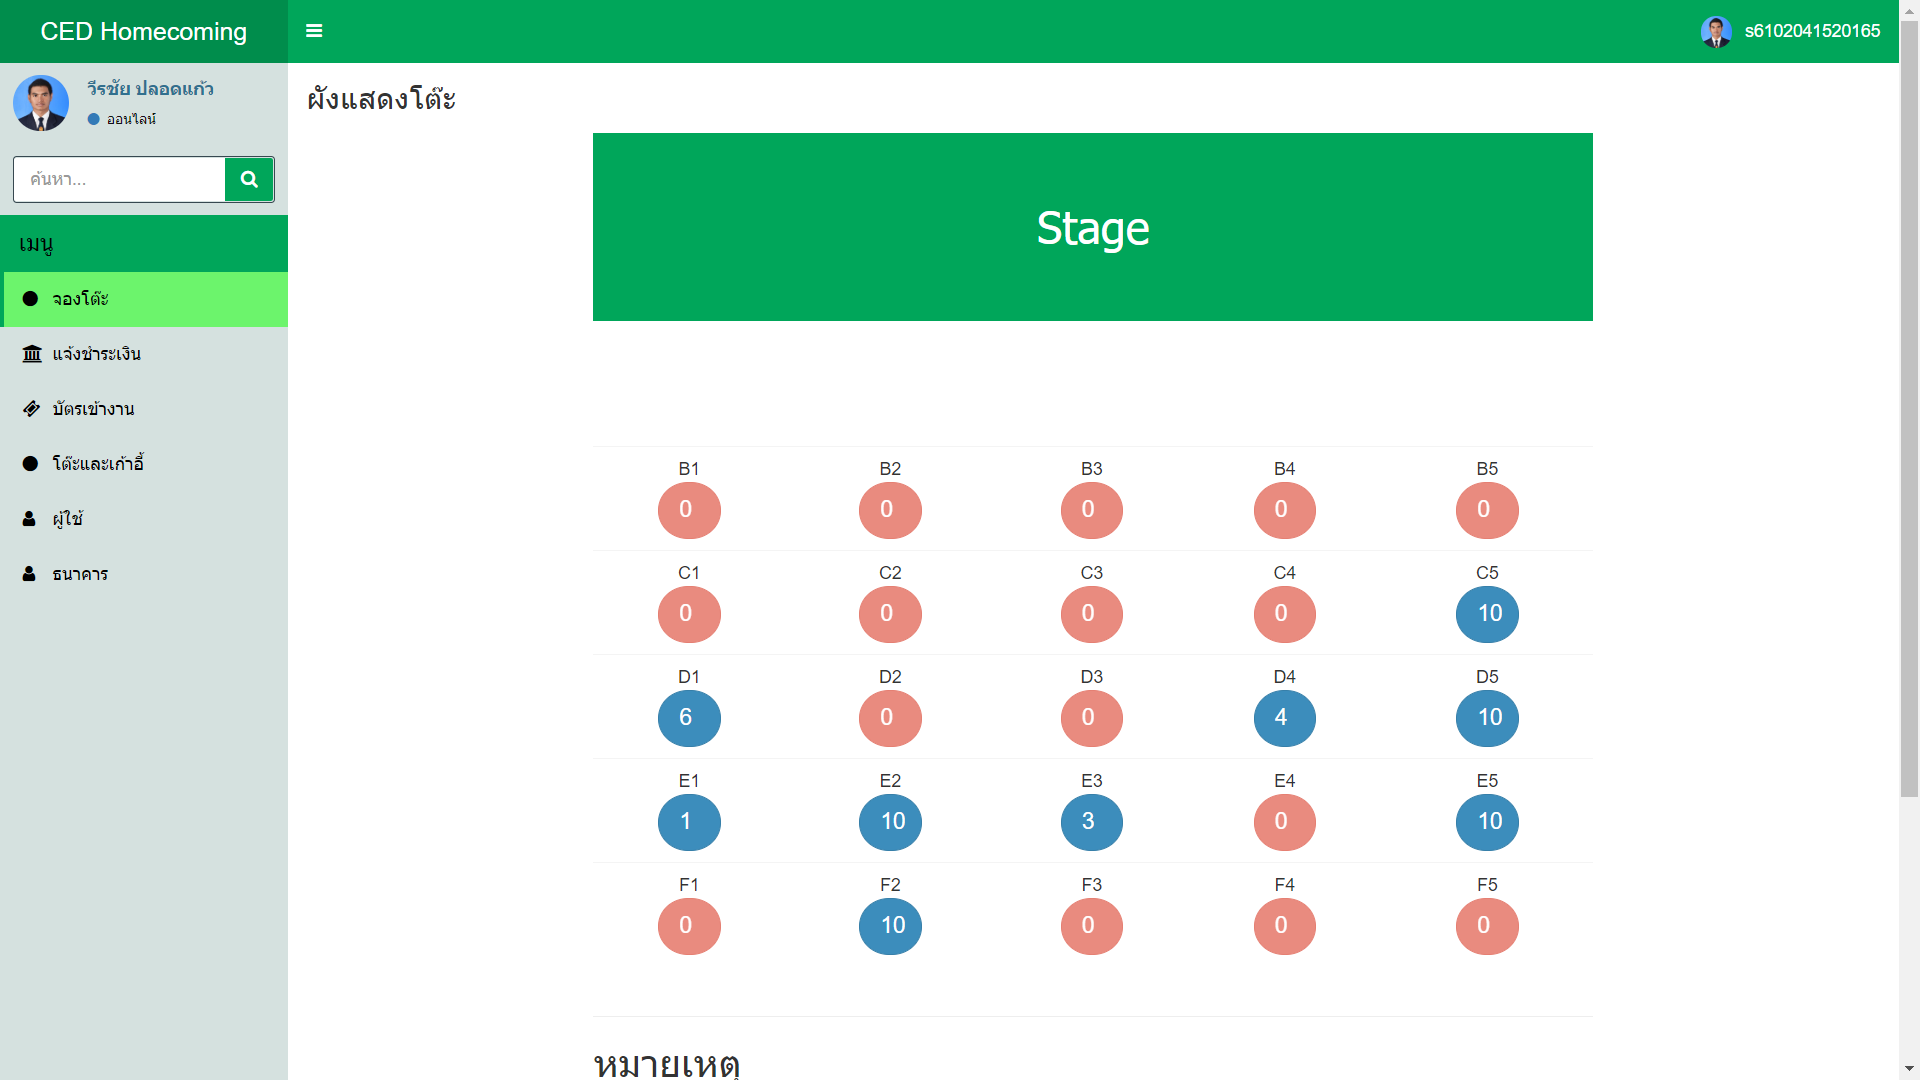 CED Homecoming
s6102041520165
วีรชัย ปลอดแก้ว
ออนไลน์
ค้นหา...
เมนู
จองโต๊ะ
แจ้งชำระเงิน
บัตรเข้างาน
โต๊ะและเก้าอี้
ผู้ใช้
ธนาคาร
ผังแสดงโต๊ะ
Stage
B1 B2 B3 B4 B5
0 0 0 0 0
C1 C2 C3 C4 C5
0 0 0 0 10
D1 D2 D3 D4 D5
6 0 0 4 10
E1 E2 E3 E4 E5
1 10 3 0 10
F1 F2 F3 F4 F5
0 10 0 0 0
หมายเหตุ